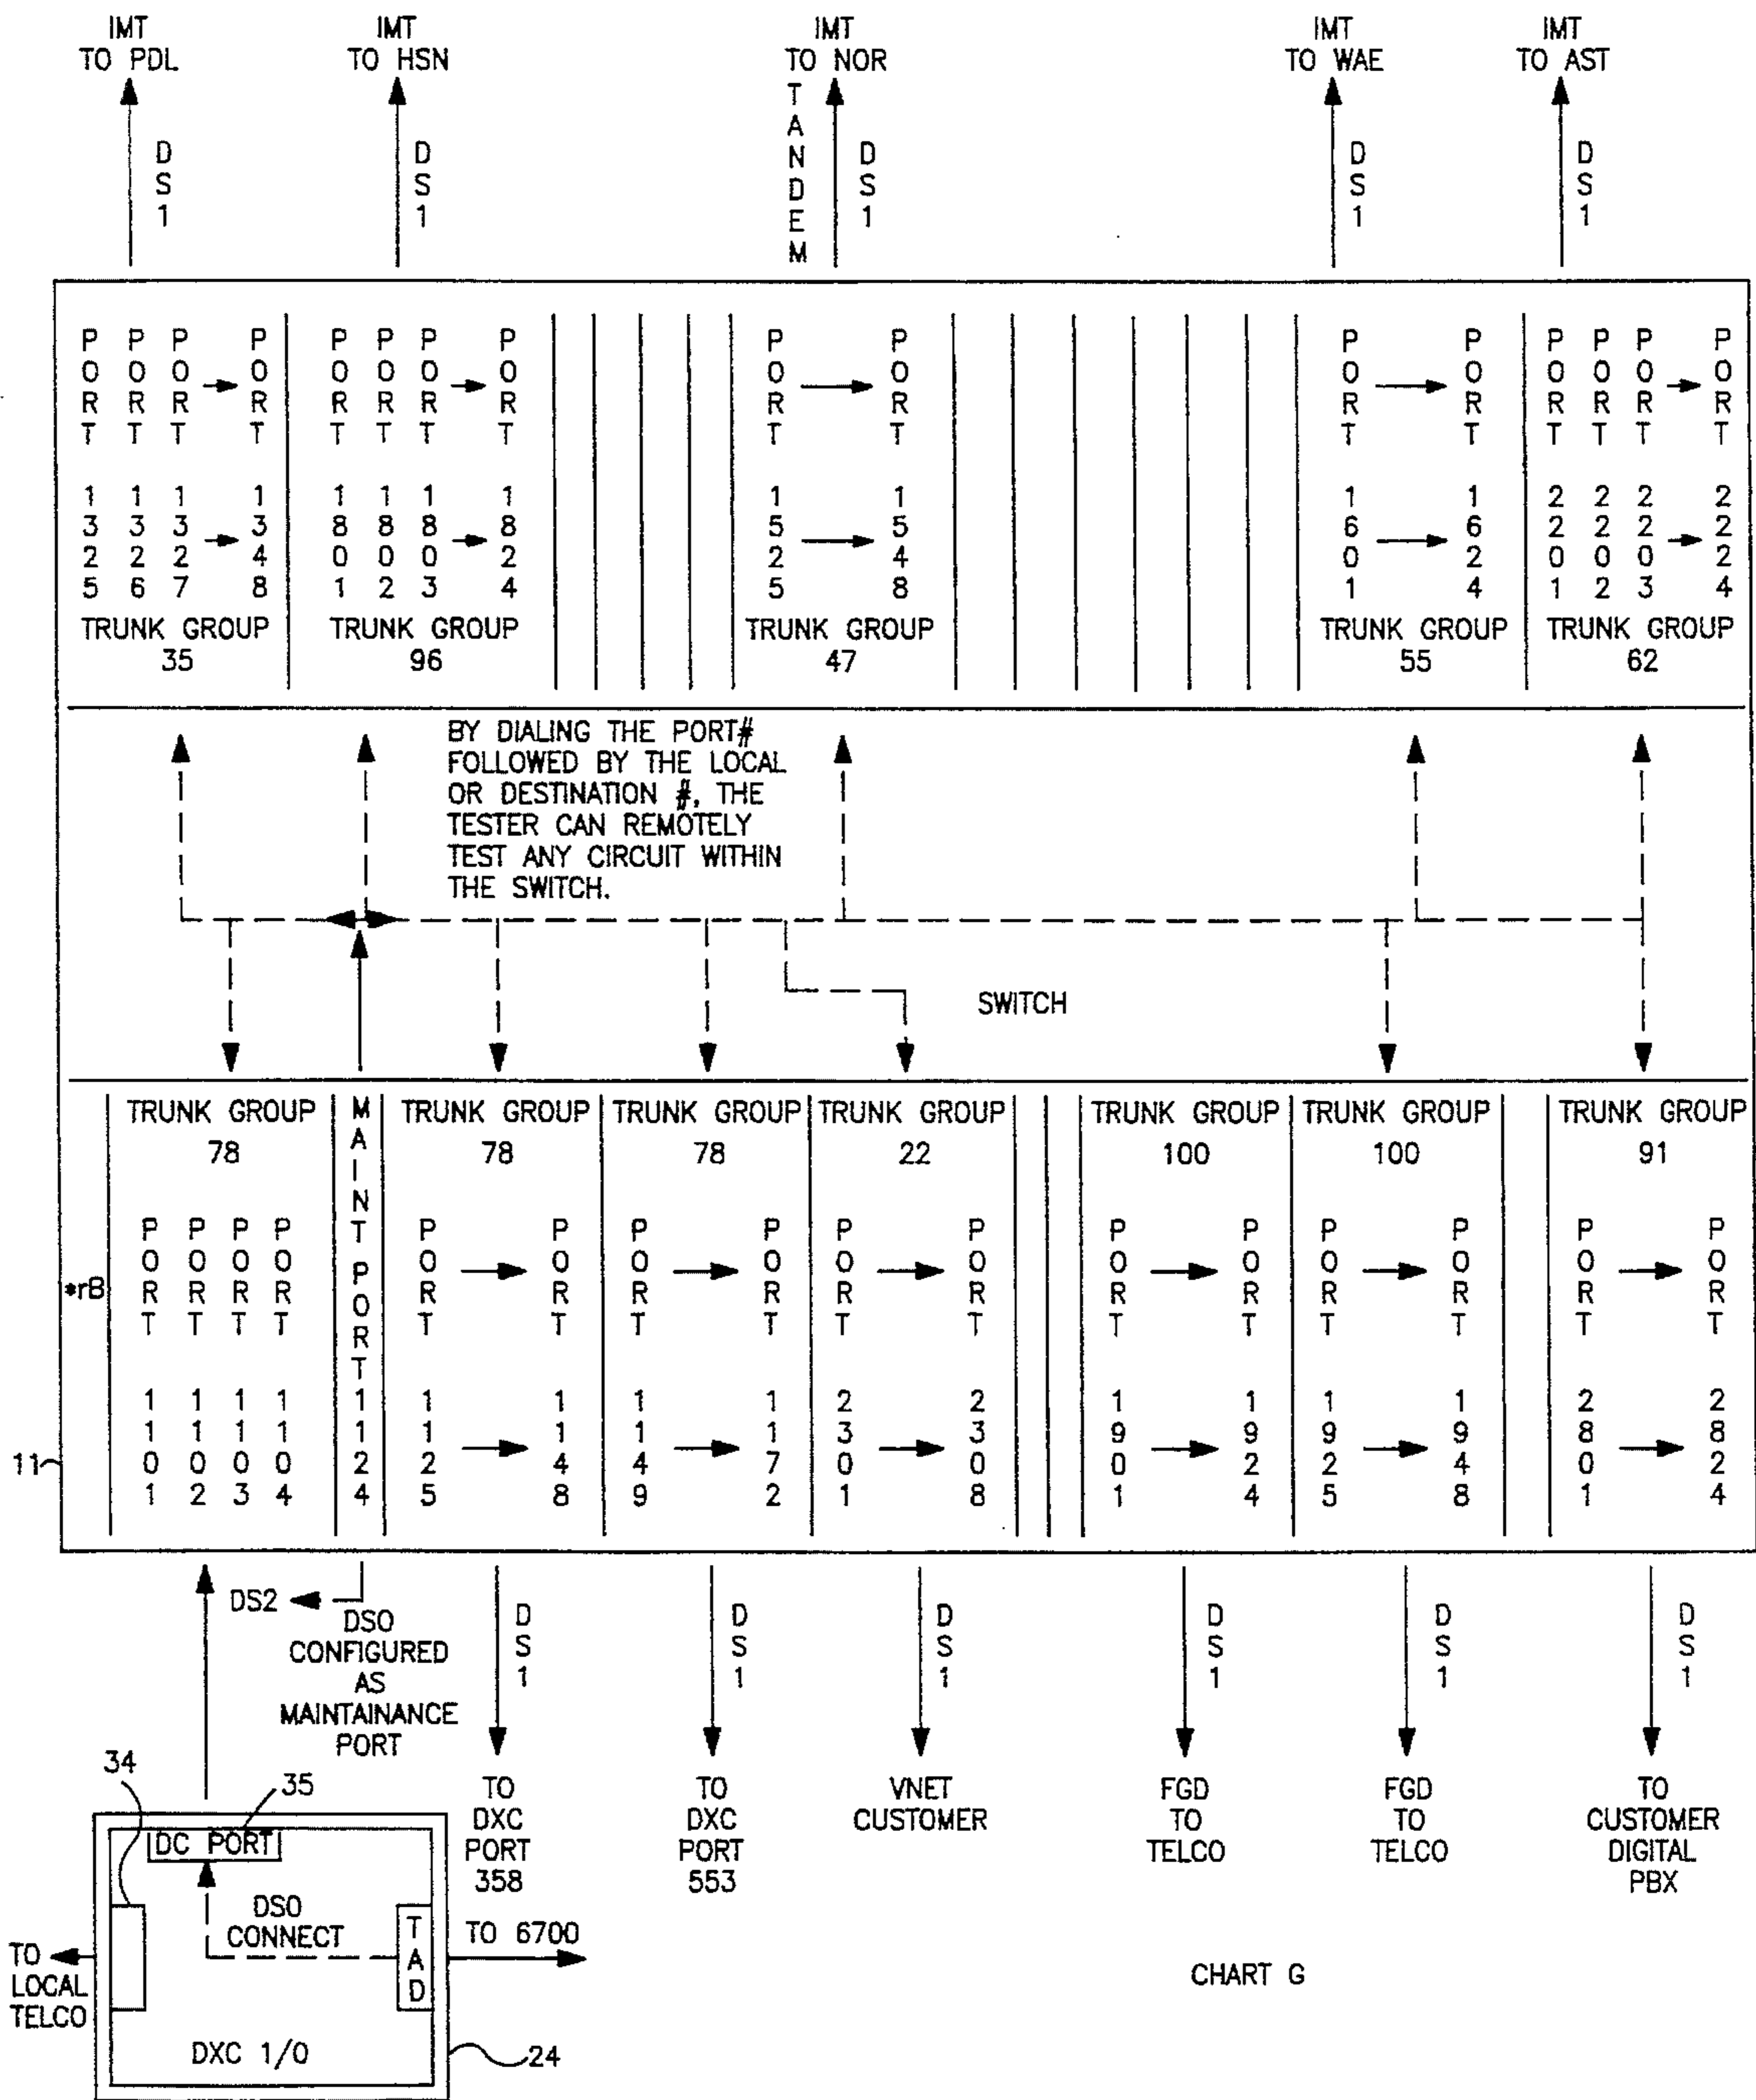 IMT
TO PDL
IMT
TO HSN
IMT
TO NOR
IMT
TO WAE
IMT
TO AST
DS1
DS1
TANDEM
DS1
DS1
DS1
PORT PORT PORT PORT
1325 1326 1327 1348
TRUNK GROUP
35
PORT PORT PORT PORT
1801 1802 1803 1824
TRUNK GROUP
96
PORT PORT
1525 1548
TRUNK GROUP
47
PORT PORT
1601 1624
TRUNK GROUP
55
PORT PORT PORT PORT
2201 2202 2203 2224
TRUNK GROUP
62
BY DIALING THE PORT#
FOLLOWED BY THE LOCAL
OR DESTINATION #, THE
TESTER CAN REMOTELY
TEST ANY CIRCUIT WITHIN
THE SWITCH.
SWITCH
*rB
TRUNK GROUP
78
PORT PORT PORT PORT
1101 1102 1103 1104
MAINT PORT 1124
TRUNK GROUP
78
PORT PORT
1125 1148
TRUNK GROUP
78
PORT PORT
1149 1172
TRUNK GROUP
22
PORT PORT
2301 2308
TRUNK GROUP
100
PORT PORT
1901 1924
TRUNK GROUP
100
PORT PORT
1925 1948
TRUNK GROUP
91
PORT PORT
2801 2824
11
DS2
DS0
CONFIGURED
AS
MAINTAINANCE
PORT
DS1
DS1
DS1
DS1
DS1
DS1
TO
DXC
PORT
358
TO
DXC
PORT
553
VNET
CUSTOMER
FGD
TO
TELCO
FGD
TO
TELCO
TO
CUSTOMER
DIGITAL
PBX
34
35
DC PORT
DS0
CONNECT
TAD
TO 6700
TO
LOCAL
TELCO
DXC 1/0
24
CHART G